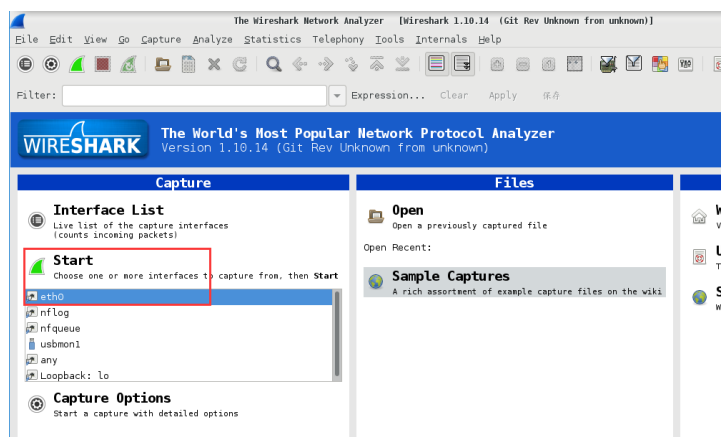 The Wireshark Network Analyzer [Wireshark 1.10.14 (Git Rev Unknown from unknown)]
File Edit View Go Capture Analyze Statistics Telephony Tools Internals Help
Filter: Expression... Clear Apply 保存
WIRESHARK
The World's Most Popular Network Protocol Analyzer
Version 1.10.14 (Git Rev Unknown from unknown)
Capture
Interface List
Live list of the capture interfaces
(counts incoming packets)
Start
Choose one or more interfaces to capture from, then Start
eth0
nflog
nfqueue
usbmon1
any
Loopback: lo
Capture Options
Start a capture with detailed options
Files
Open
Open a previously captured file
Open Recent:
Sample Captures
A rich assortment of example capture files on the wiki